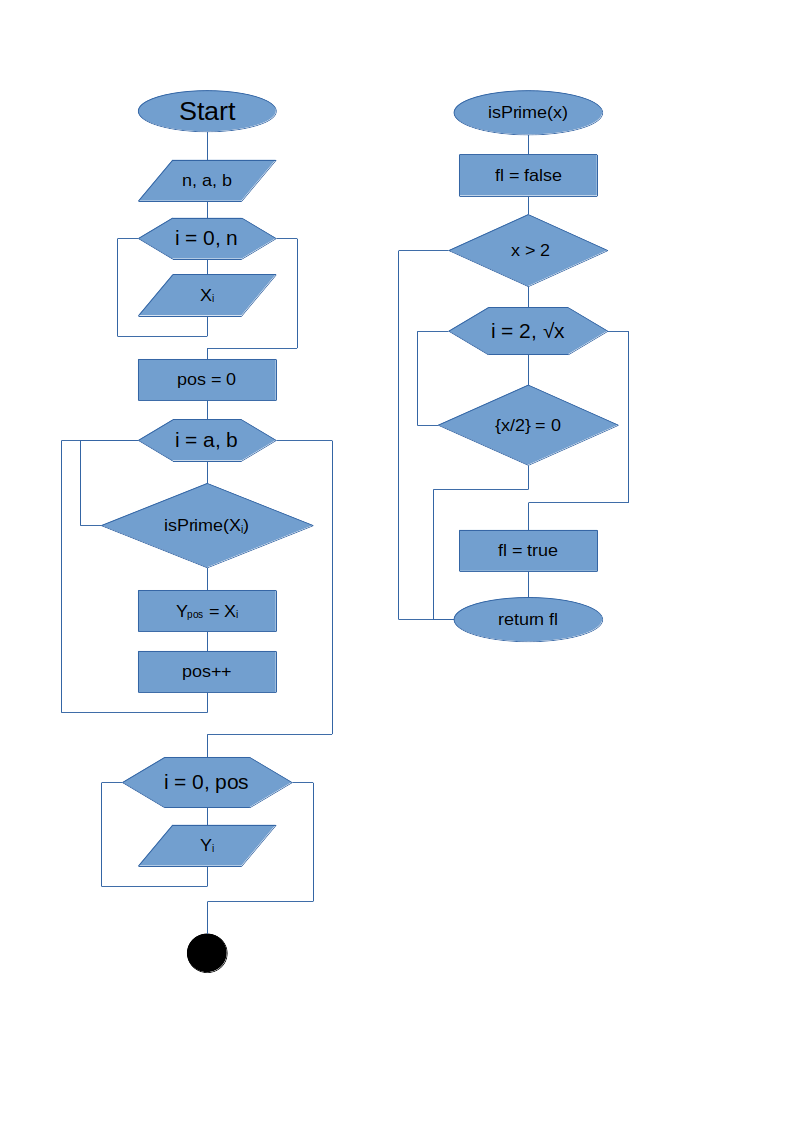 Start
n, a, b
i = 0, n
Xᵢ
pos = 0
i = a, b
isPrime(Xᵢ)
Yₚₒₛ = Xᵢ
pos++
i = 0, pos
Yᵢ
isPrime(x)
fl = false
x > 2
i = 2, √x
{x/2} = 0
fl = true
return fl